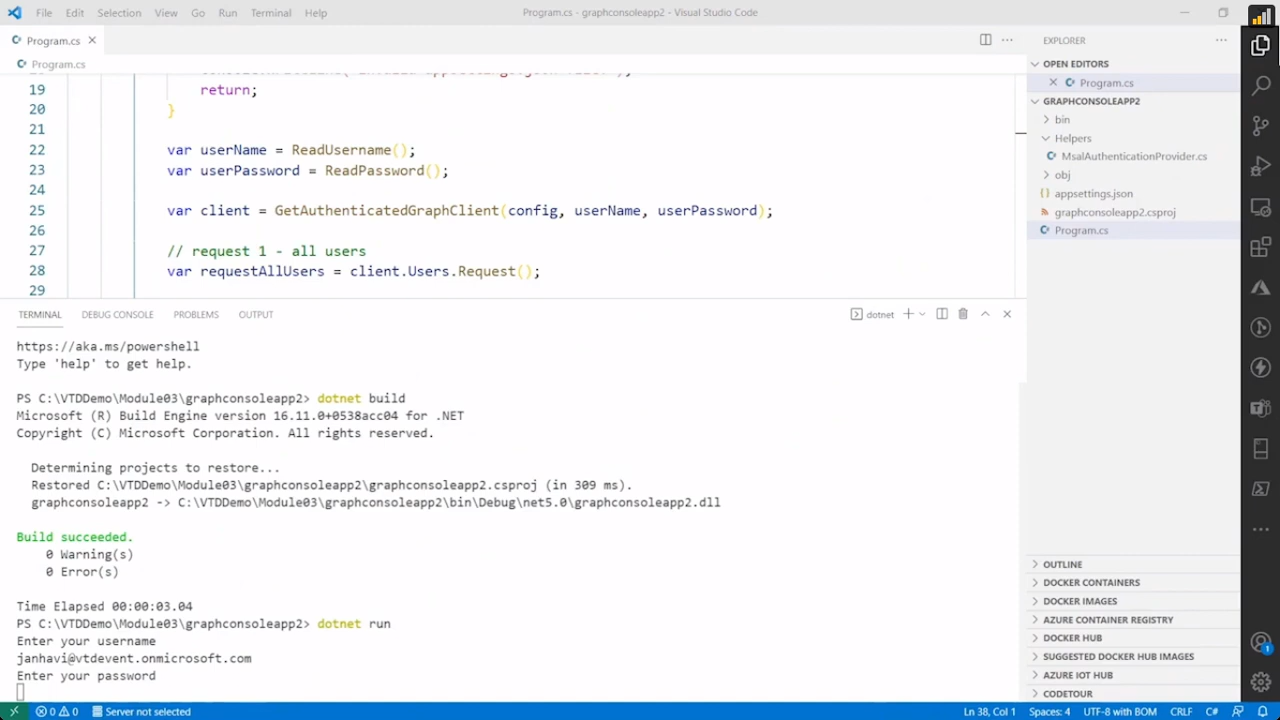 File Edit Selection View Go Run Terminal Help
Program.cs - graphconsoleapp2 - Visual Studio Code
Program.cs
Program.cs
19 return;
20 }
21
22 var userName = ReadUsername();
23 var userPassword = ReadPassword();
24
25 var client = GetAuthenticatedGraphClient(config, userName, userPassword);
26
27 // request 1 - all users
28 var requestAllUsers = client.Users.Request();
29
TERMINAL DEBUG CONSOLE PROBLEMS OUTPUT
dotnet
https://aka.ms/powershell
Type 'help' to get help.
PS C:\VTDDemo\Module03\graphconsoleapp2> dotnet build
Microsoft (R) Build Engine version 16.11.0+0538acc04 for .NET
Copyright (C) Microsoft Corporation. All rights reserved.
Determining projects to restore...
Restored C:\VTDDemo\Module03\graphconsoleapp2\graphconsoleapp2.csproj (in 309 ms).
graphconsoleapp2 -> C:\VTDDemo\Module03\graphconsoleapp2\bin\Debug\net5.0\graphconsoleapp2.dll
Build succeeded.
0 Warning(s)
0 Error(s)
Time Elapsed 00:00:03.04
PS C:\VTDDemo\Module03\graphconsoleapp2> dotnet run
Enter your username
janhavi@vtdevent.onmicrosoft.com
Enter your password
EXPLORER
OPEN EDITORS
Program.cs
GRAPHCONSOLEAPP2
bin
Helpers
MsalAuthenticationProvider.cs
obj
appsettings.json
graphconsoleapp2.csproj
Program.cs
OUTLINE
DOCKER CONTAINERS
DOCKER IMAGES
AZURE CONTAINER REGISTRY
DOCKER HUB
SUGGESTED DOCKER HUB IMAGES
AZURE IOT HUB
CODETOUR
1
0 0 Server not selected
Ln 38, Col 1 Spaces: 4 UTF-8 with BOM CRLF C#